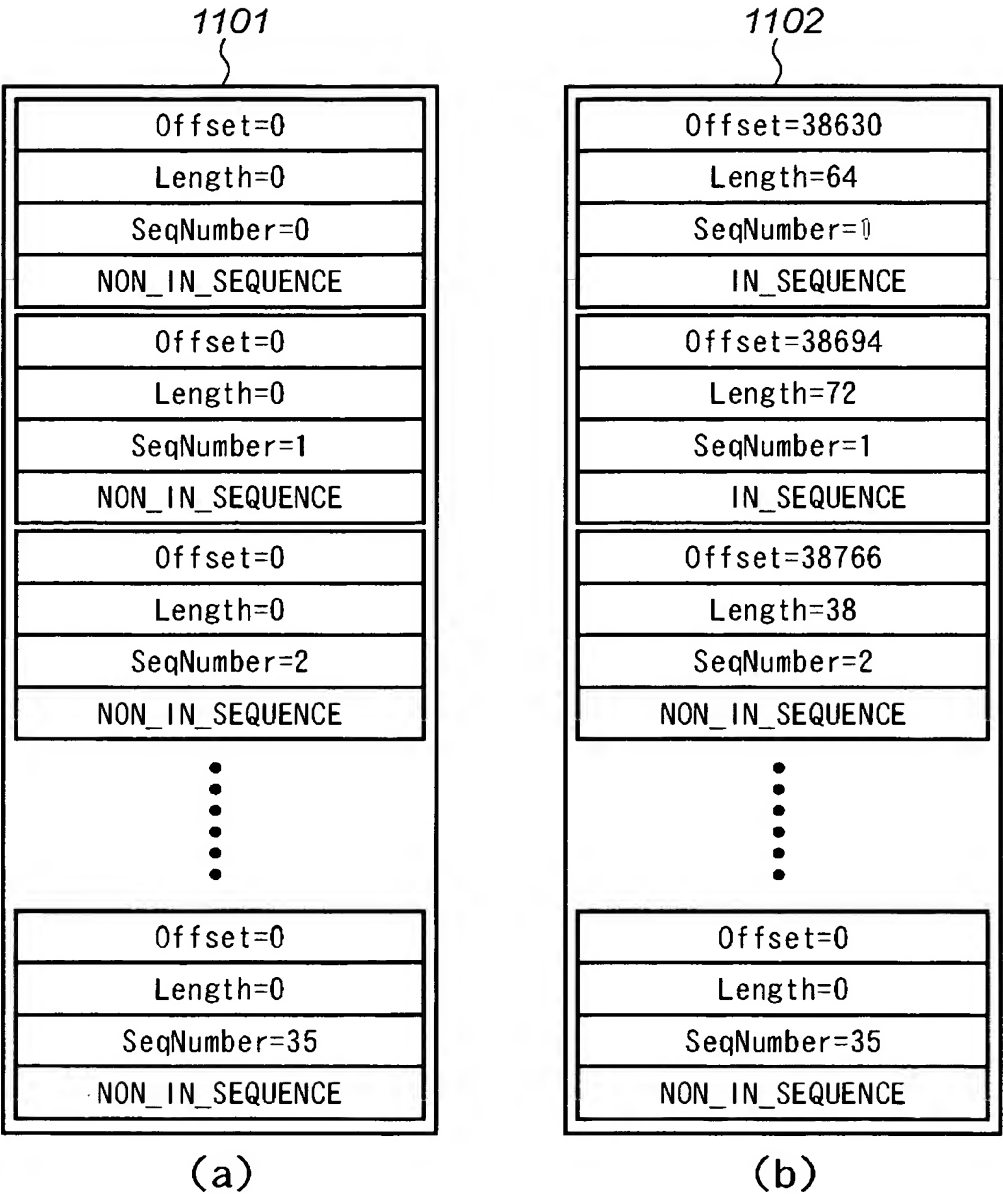 1101
Offset=0
Length=0
SeqNumber=0
NON_IN_SEQUENCE
Offset=0
Length=0
SeqNumber=1
NON_IN_SEQUENCE
Offset=0
Length=0
SeqNumber=2
NON_IN_SEQUENCE
Offset=0
Length=0
SeqNumber=35
NON_IN_SEQUENCE
(a)
1102
Offset=38630
Length=64
SeqNumber=0
IN_SEQUENCE
Offset=38694
Length=72
SeqNumber=1
IN_SEQUENCE
Offset=38766
Length=38
SeqNumber=2
NON_IN_SEQUENCE
Offset=0
Length=0
SeqNumber=35
NON_IN_SEQUENCE
(b)